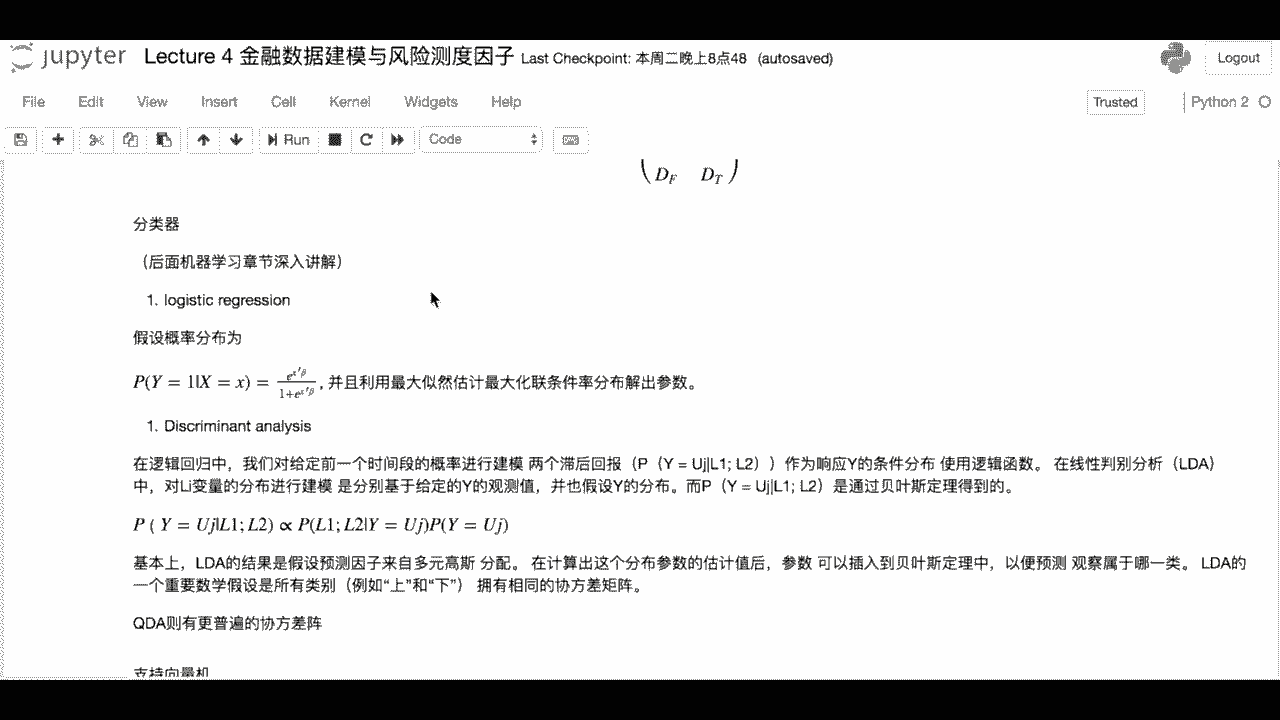 jupyter Lecture 4 金融数据建模与风险测度因子 Last Checkpoint: 本周二晚上8点48 (autosaved) Logout
File Edit View Insert Cell Kernel Widgets Help Trusted Python 2
Run Code
( D_F D_T )
分类器
（后面机器学习章节深入讲解）
1. logistic regression
假设概率分布为
P(Y = 1|X = x) = e^{x′β} / 1+e^{x′β} , 并且利用最大似然估计最大化联条件率分布解出参数。
1. Discriminant analysis
在逻辑回归中，我们对给定前一个时间段的概率进行建模 两个滞后回报（P（Y = Uj|L1; L2））作为响应Y的条件分布 使用逻辑函数。 在线性判别分析（LDA）
中，对Li变量的分布进行建模 是分别基于给定的Y的观测值，并也假设Y的分布。而P（Y = Uj|L1; L2）是通过贝叶斯定理得到的。
P ( Y = Uj|L1; L2) ∝ P(L1; L2|Y = Uj)P(Y = Uj)
基本上，LDA的结果是假设预测因子来自多元高斯 分配。 在计算出这个分布参数的估计值后，参数 可以插入到贝叶斯定理中，以便预测 观察属于哪一类。 LDA的
一个重要数学假设是所有类别（例如“上”和“下”） 拥有相同的协方差矩阵。
QDA则有更普遍的协方差阵
支持向量机